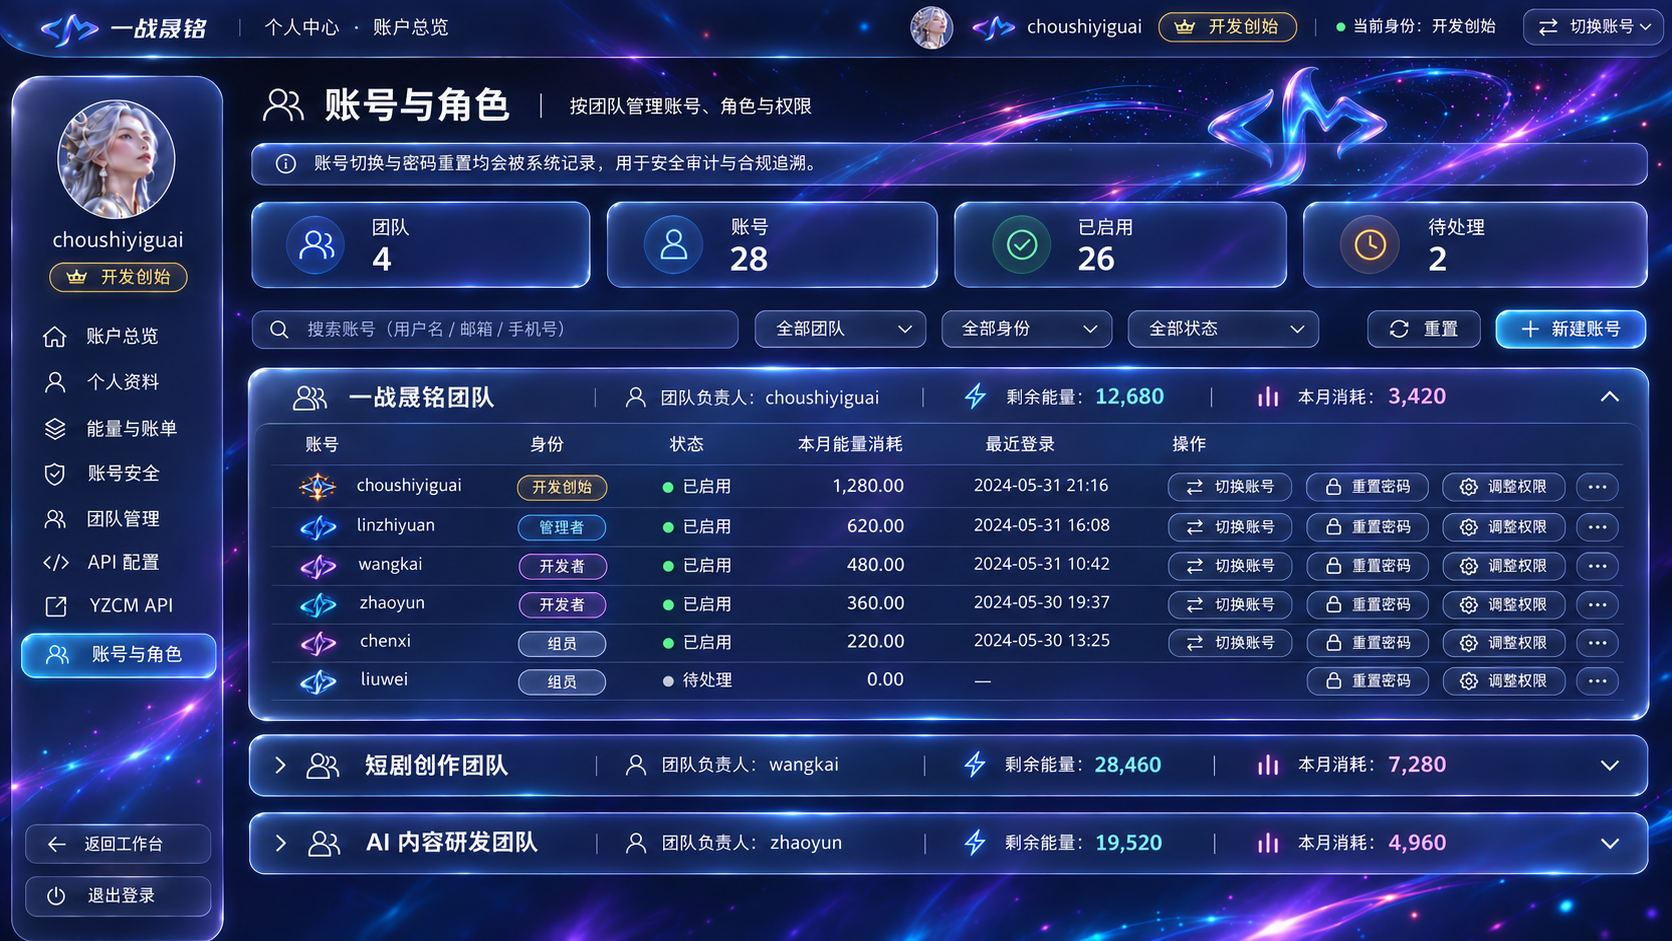 一战晟铭
个人中心 · 账户总览
choushiyiguai
开发创始
当前身份：开发创始
切换账号
choushiyiguai
开发创始
账户总览
个人资料
能量与账单
账号安全
团队管理
API 配置
YZCM API
账号与角色
返回工作台
退出登录
账号与角色
按团队管理账号、角色与权限
账号切换与密码重置均会被系统记录，用于安全审计与合规追溯。
团队
4
账号
28
已启用
26
待处理
2
搜索账号（用户名 / 邮箱 / 手机号）
全部团队
全部身份
全部状态
重置
新建账号
一战晟铭团队 团队负责人：choushiyiguai 剩余能量：12,680 本月消耗：3,420
账号 身份 状态 本月能量消耗 最近登录 操作
choushiyiguai 开发创始 已启用 1,280.00 2024-05-31 21:16 切换账号 重置密码 调整权限 ···
linzhiyuan 管理者 已启用 620.00 2024-05-31 16:08 切换账号 重置密码 调整权限 ···
wangkai 开发者 已启用 480.00 2024-05-31 10:42 切换账号 重置密码 调整权限 ···
zhaoyun 开发者 已启用 360.00 2024-05-30 19:37 切换账号 重置密码 调整权限 ···
chenxi 组员 已启用 220.00 2024-05-30 13:25 切换账号 重置密码 调整权限 ···
liuwei 组员 待处理 0.00 — 重置密码 调整权限 ···
短剧创作团队 团队负责人：wangkai 剩余能量：28,460 本月消耗：7,280
AI 内容研发团队 团队负责人：zhaoyun 剩余能量：19,520 本月消耗：4,960